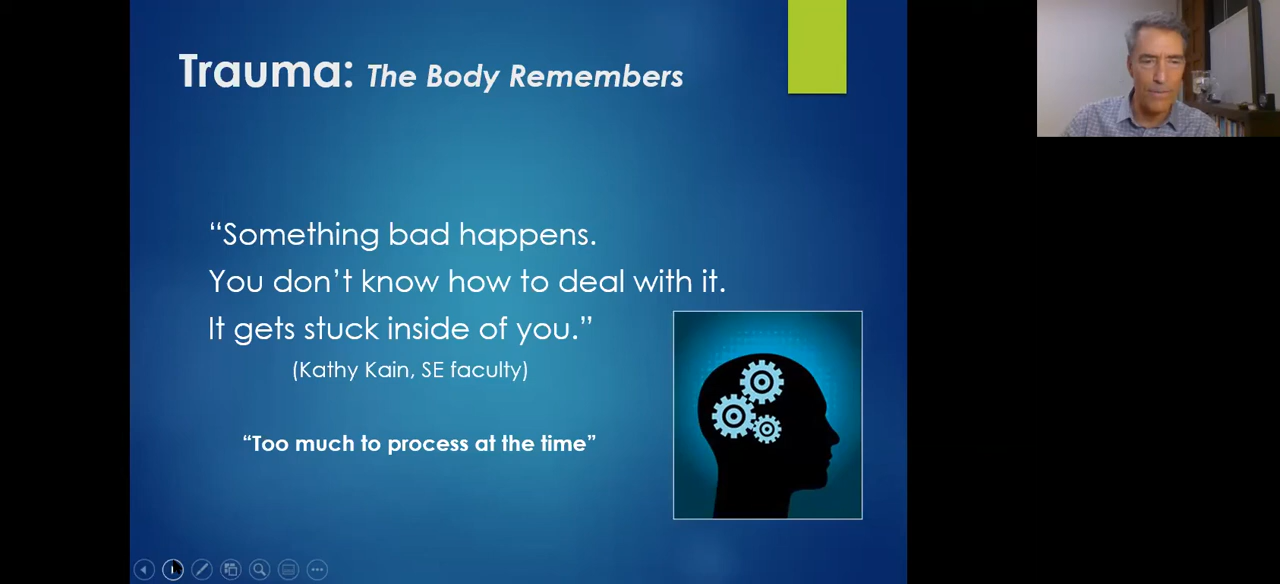 Trauma: The Body Remembers
“Something bad happens.
You don’t know how to deal with it.
It gets stuck inside of you.”
(Kathy Kain, SE faculty)
“Too much to process at the time”